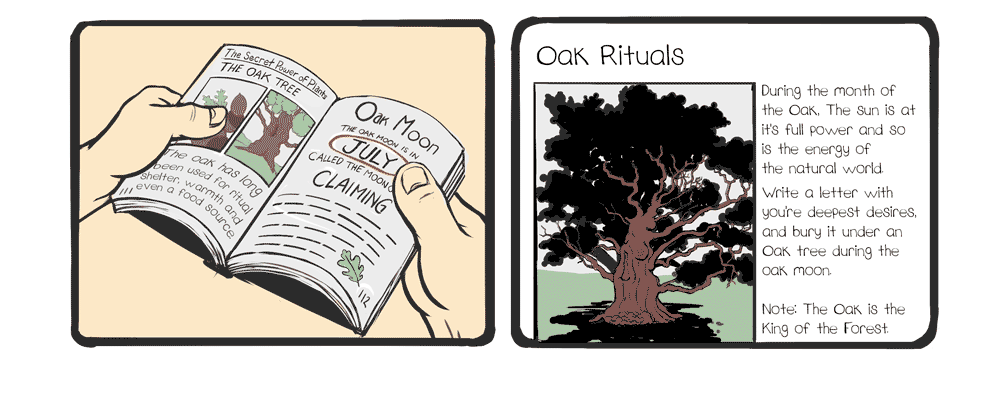 The Secret Power of Plants
THE OAK TREE
The oak has long
been used for ritual
shelter, warmth and
even a food source
111
Oak Moon
THE OAK MOON IS IN
JULY
CALLED THE MOON OF
CLAIMING
112
Oak Rituals
During the month of
the Oak, The sun is at
it's full power and so
is the energy of
the natural world.
Write a letter with
you're deepest desires,
and bury it under an
Oak tree during the
oak moon.
Note: The Oak is the
King of the Forest.